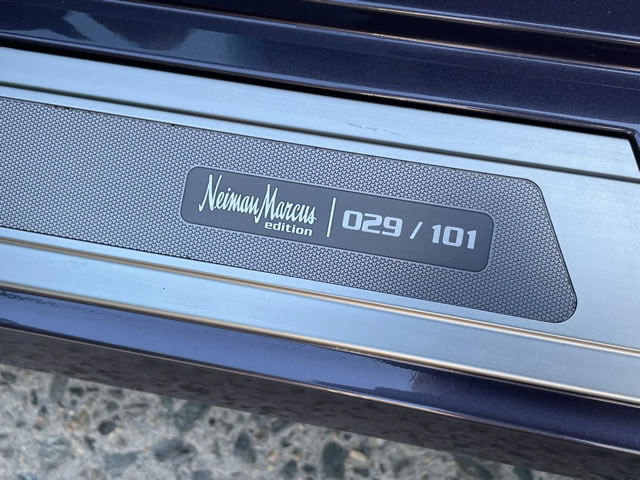 Neiman Marcus
edition | 029 / 101